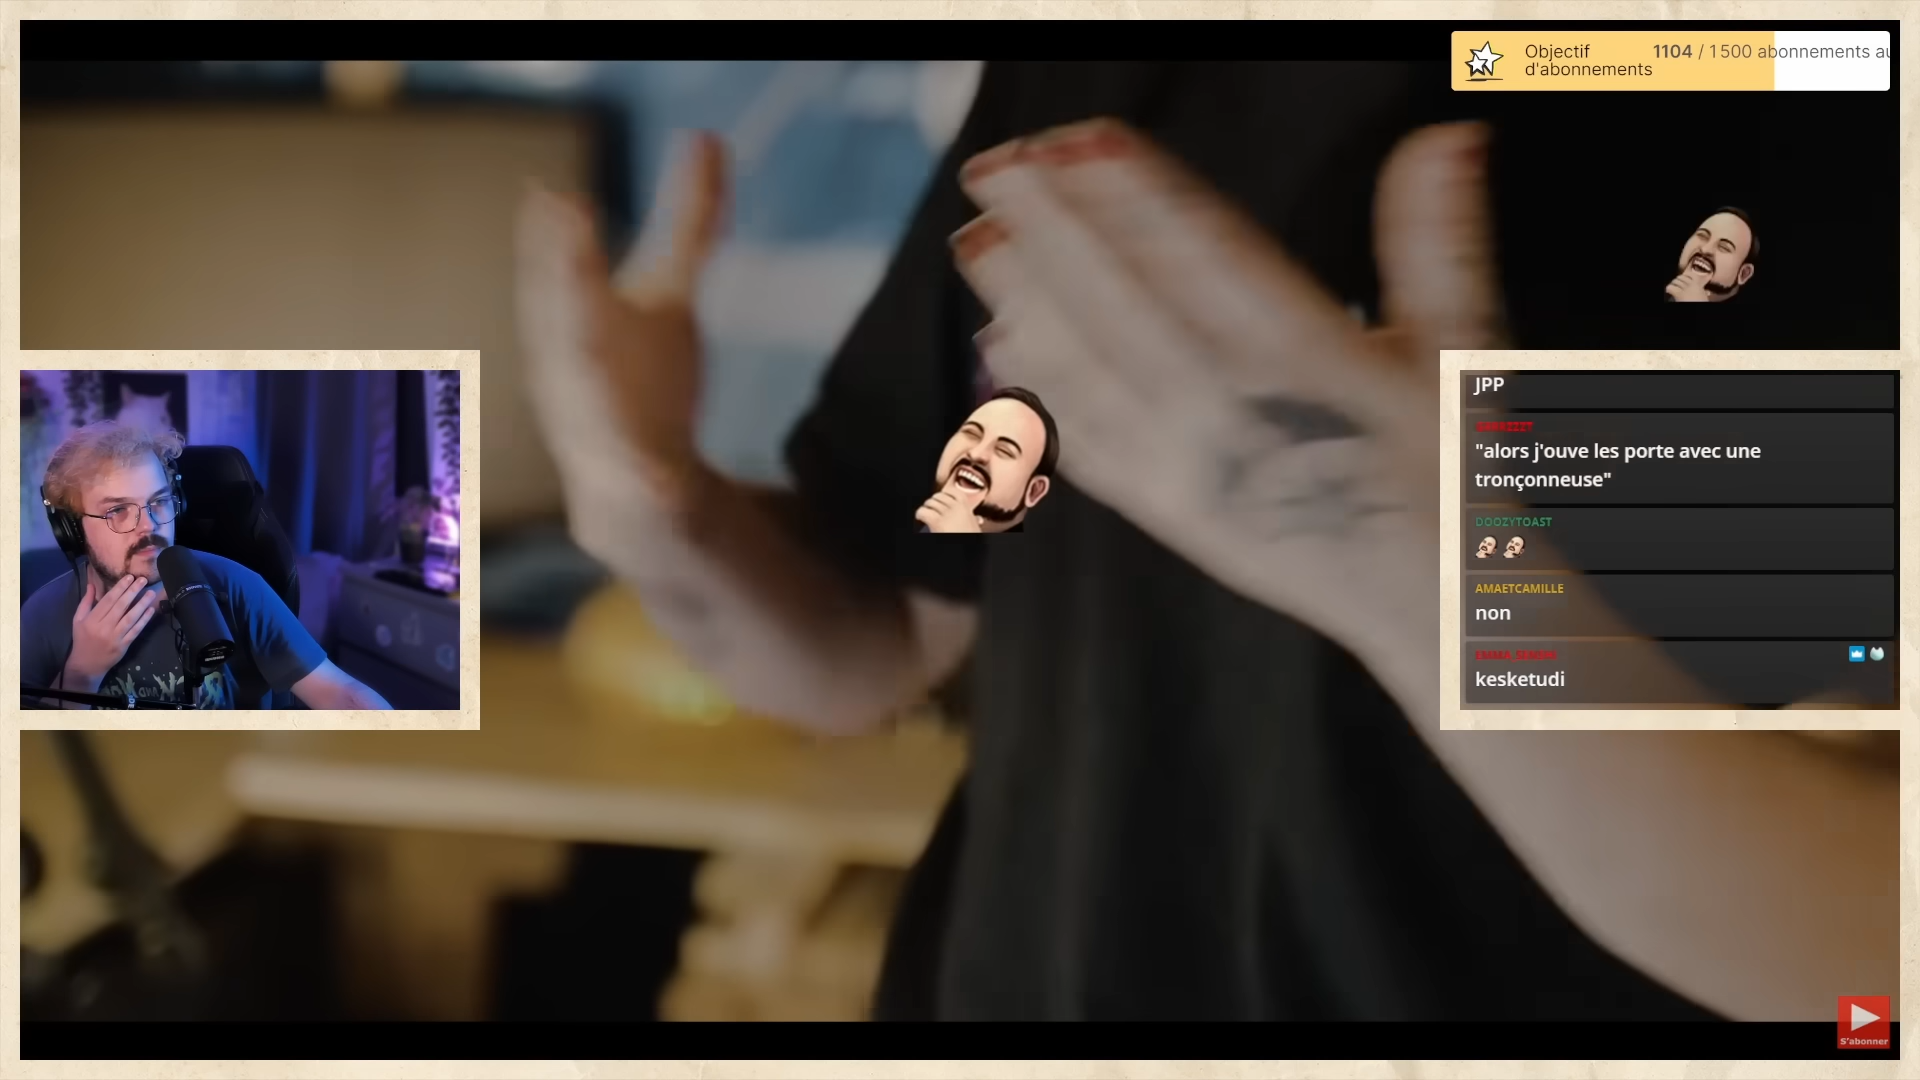 Objectif
d'abonnements
1104 / 1500 abonnements au
JPP
"alors j'ouve les porte avec une
tronçonneuse"
DOOZYTOAST
AMAETCAMILLE
non
kesketudi
S'abonner